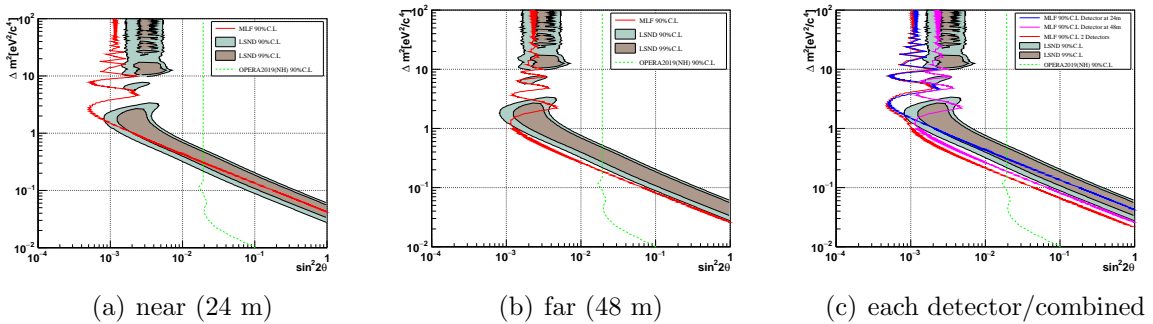 Δ m²[eV²/c⁴]
10²
10
1
10⁻¹
10⁻²
10⁻⁴ 10⁻³ 10⁻² 10⁻¹ 1
sin²2θ
MLF 90%C.L.
LSND 90%C.L.
LSND 99%C.L.
OPERA2019(NH) 90%C.L.
(a) near (24 m)
Δ m²[eV²/c⁴]
10²
10
1
10⁻¹
10⁻²
10⁻⁴ 10⁻³ 10⁻² 10⁻¹ 1
sin²2θ
MLF 90%C.L.
LSND 90%C.L.
LSND 99%C.L.
OPERA2019(NH) 90%C.L.
(b) far (48 m)
Δ m²[eV²/c⁴]
10²
10
1
10⁻¹
10⁻²
10⁻⁴ 10⁻³ 10⁻² 10⁻¹ 1
sin²2θ
MLF 90%C.L. Detector at 24m
MLF 90%C.L. Detector at 48m
MLF 90%C.L. 2 Detectors
LSND 90%C.L.
LSND 99%C.L.
OPERA2019(NH) 90%C.L.
(c) each detector/combined